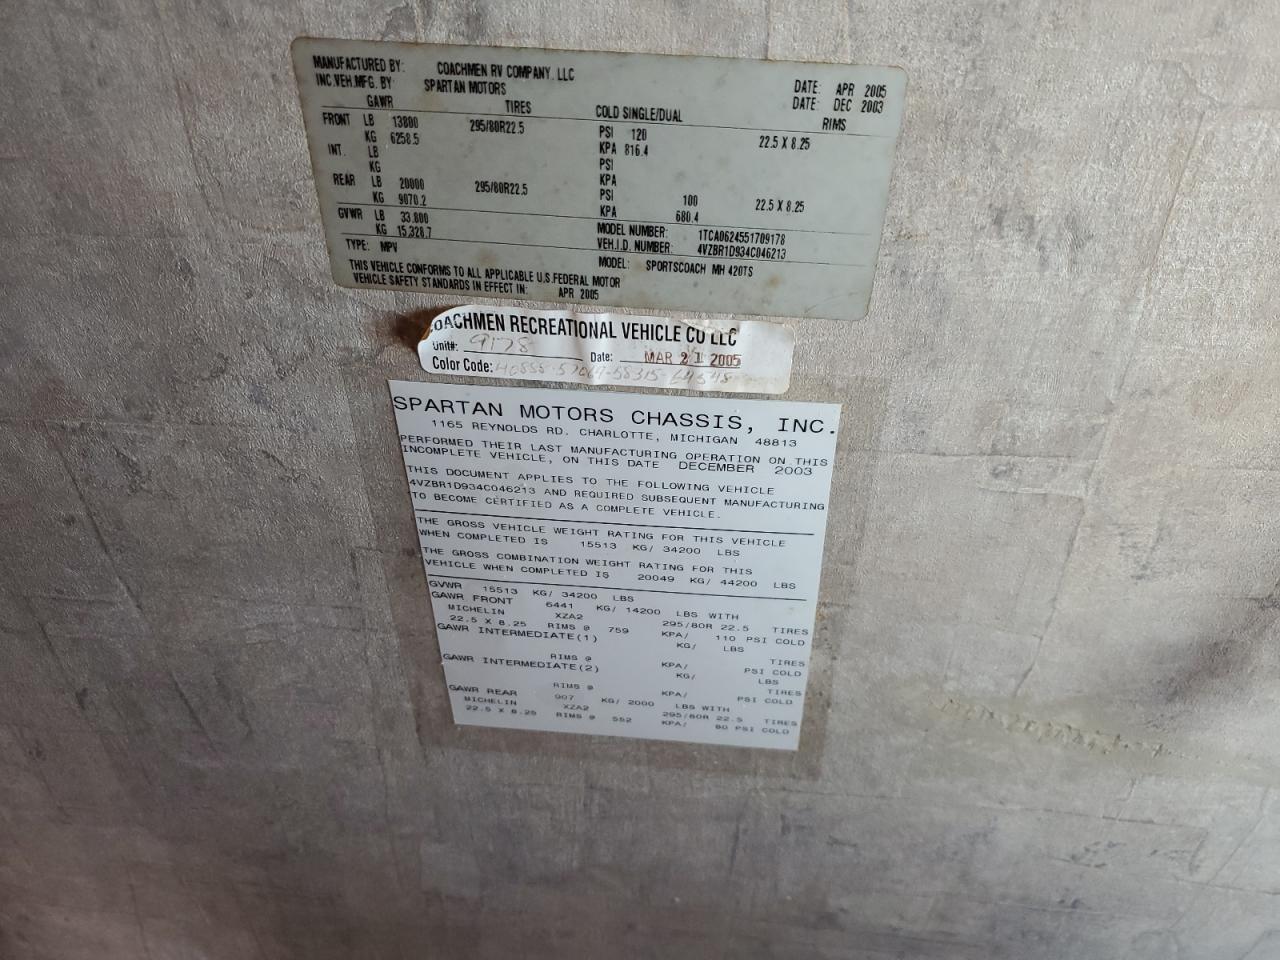 MANUFACTURED BY: COACHMEN RV COMPANY, LLC DATE: APR 2005
INC.VEH.MFG. BY: SPARTAN MOTORS DATE: DEC 2003
GAWR TIRES COLD SINGLE/DUAL RIMS
FRONT LB 13800 295/80R22.5 PSI 120 22.5 X 8.25
KG 6258.5 KPA 816.4
INT. LB PSI
KG KPA
REAR LB 20000 295/80R22.5 PSI 100 22.5 X 8.25
KG 9070.2 KPA 680.4
GVWR LB 33,800 MODEL NUMBER: 1TCA0624551709178
KG 15,328.7 VEH.I.D. NUMBER: 4VZBR1D934C046213
TYPE: MPV MODEL: SPORTSCOACH MH 420TS
THIS VEHICLE CONFORMS TO ALL APPLICABLE U.S.FEDERAL MOTOR
VEHICLE SAFETY STANDARDS IN EFFECT IN: APR 2005
COACHMEN RECREATIONAL VEHICLE CO LLC
Unit#: 9178 Date: MAR 21 2005
Color Code:
SPARTAN MOTORS CHASSIS, INC.
1165 REYNOLDS RD. CHARLOTTE, MICHIGAN 48813
PERFORMED THEIR LAST MANUFACTURING OPERATION ON THIS
INCOMPLETE VEHICLE, ON THIS DATE DECEMBER 2003
THIS DOCUMENT APPLIES TO THE FOLLOWING VEHICLE
4VZBR1D934C046213 AND REQUIRED SUBSEQUENT MANUFACTURING
TO BECOME CERTIFIED AS A COMPLETE VEHICLE.
THE GROSS VEHICLE WEIGHT RATING FOR THIS VEHICLE
WHEN COMPLETED IS 15513 KG/ 34200 LBS
THE GROSS COMBINATION WEIGHT RATING FOR THIS
VEHICLE WHEN COMPLETED IS 20049 KG/ 44200 LBS
GVWR 15513 KG/ 34200 LBS
GAWR FRONT 6441 KG/ 14200 LBS WITH
MICHELIN XZA2 295/80R 22.5 TIRES
22.5 X 8.25 RIMS @ 759 KPA/ 110 PSI COLD
GAWR INTERMEDIATE(1) KG/ LBS
TIRES
RIMS @ KPA/ PSI COLD
GAWR INTERMEDIATE(2) KG/ LBS
TIRES
RIMS @ KPA/ PSI COLD
GAWR REAR 907 KG/ 2000 LBS WITH
MICHELIN XZA2 295/80R 22.5 TIRES
22.5 X 8.25 RIMS @ 552 KPA/ 80 PSI COLD